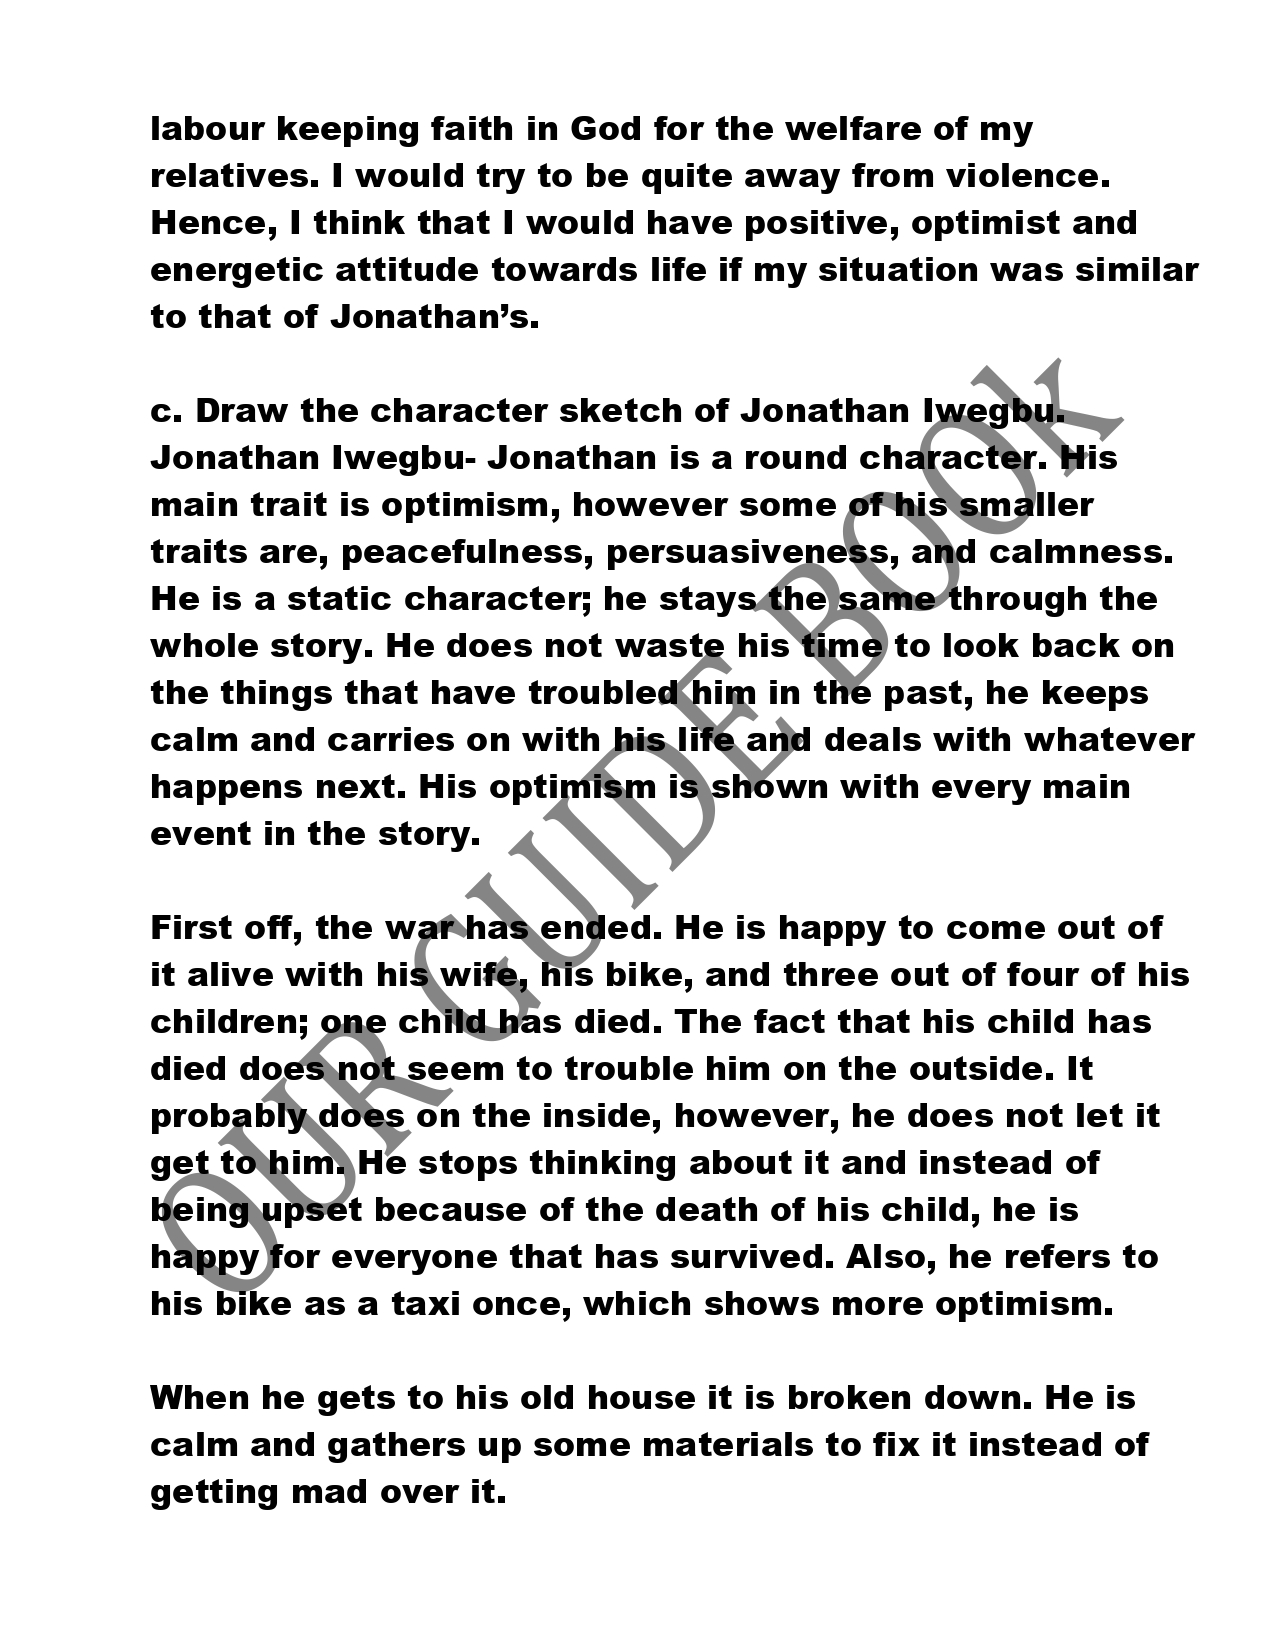 labour keeping faith in God for the welfare of my
relatives. I would try to be quite away from violence.
Hence, I think that I would have positive, optimist and
energetic attitude towards life if my situation was similar
to that of Jonathan’s.
c. Draw the character sketch of Jonathan Iwegbu.
Jonathan Iwegbu- Jonathan is a round character. His
main trait is optimism, however some of his smaller
traits are, peacefulness, persuasiveness, and calmness.
He is a static character; he stays the same through the
whole story. He does not waste his time to look back on
the things that have troubled him in the past, he keeps
calm and carries on with his life and deals with whatever
happens next. His optimism is shown with every main
event in the story.
First off, the war has ended. He is happy to come out of
it alive with his wife, his bike, and three out of four of his
children; one child has died. The fact that his child has
died does not seem to trouble him on the outside. It
probably does on the inside, however, he does not let it
get to him. He stops thinking about it and instead of
being upset because of the death of his child, he is
happy for everyone that has survived. Also, he refers to
his bike as a taxi once, which shows more optimism.
When he gets to his old house it is broken down. He is
calm and gathers up some materials to fix it instead of
getting mad over it.
OUR GUIDE BOOk